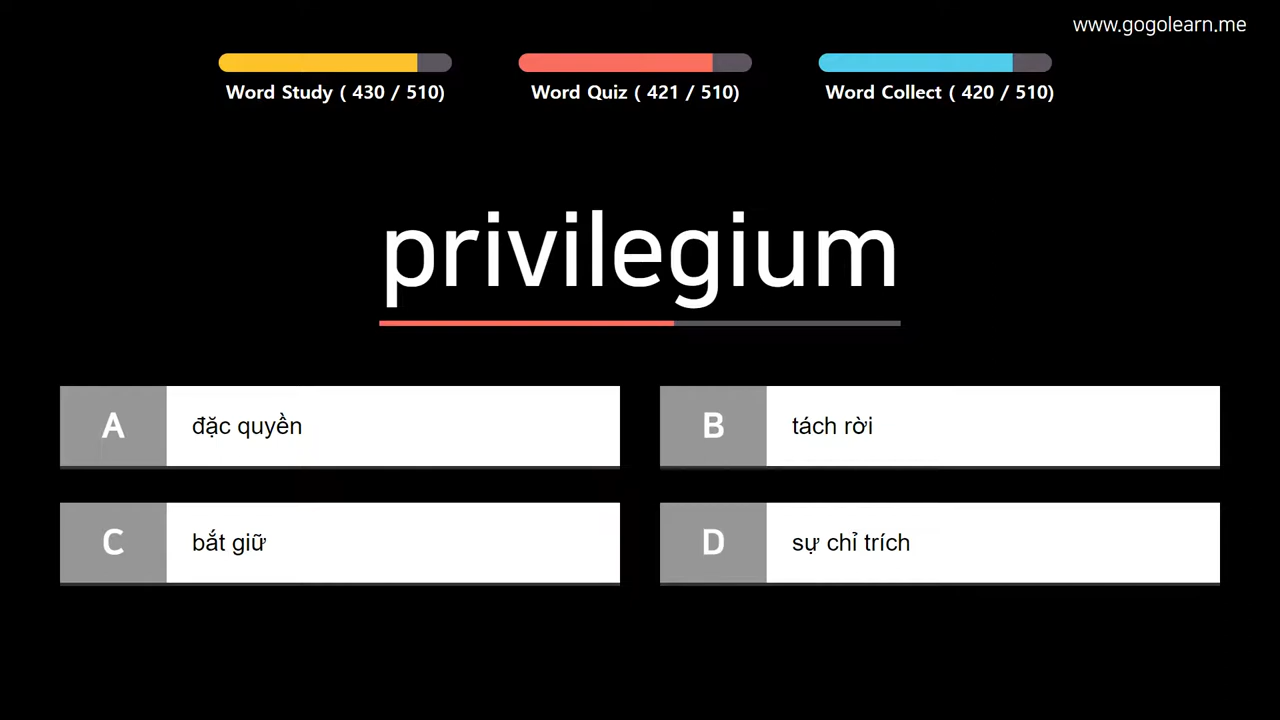 www.gogolearn.me
Word Study ( 430 / 510)
Word Quiz ( 421 / 510)
Word Collect ( 420 / 510)
privilegium
A đặc quyền
B tách rời
C bắt giữ
D sự chỉ trích